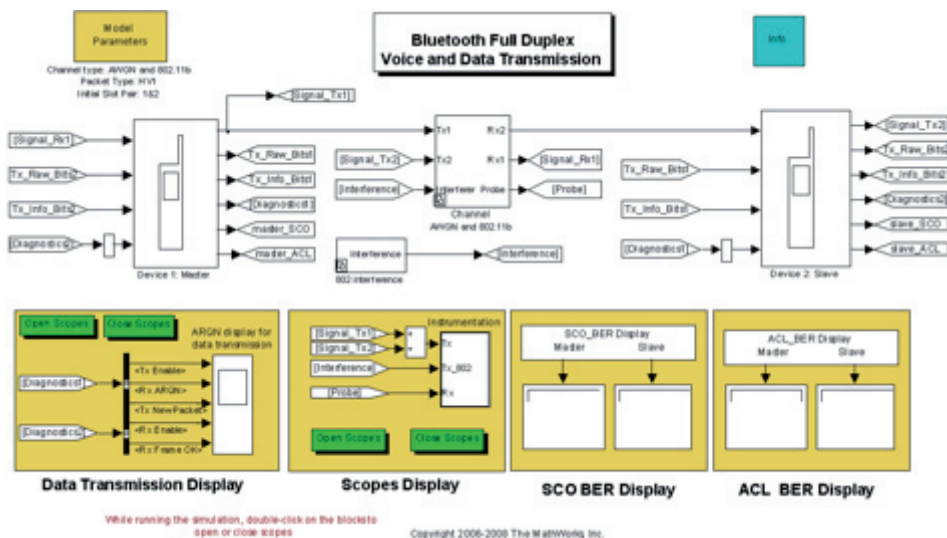 Model
Parameters
Channel type: AWGN and 802.11b
Packet Type: HV1
Initial Slot Pair: 1&2
Bluetooth Full Duplex
Voice and Data Transmission
Info
[Signal_Tx1]
[Signal_Rx1]
Tx_Raw_Bits2
Tx_Info_Bits2
[Diagnostics2]
Tx_Raw_Bits1
Tx_Info_Bits1
[Diagnostics1]
master_SCO
master_ACL
Device 1: Master
[Signal_Tx2]
[Interference]
Tx1
Tx2
Interferer
Rx2
Rx1
Probe
Channel
AWGN and 802.11b
[Signal_Rx1]
[Probe]
Interference
802 interference
[Interference]
Tx_Raw_Bits1
Tx_Info_Bits1
[Diagnostics1]
Device 2: Slave
[Signal_Tx2]
Tx_Raw_Bits2
Tx_Info_Bits2
[Diagnostics2]
slave_SCO
slave_ACL
Open Scopes
Close Scopes
ARQN display for
data transmission
[Diagnostics1]
[Diagnostics2]
<Tx Enable>
<Rx ARQN>
<Tx NewPacket>
<Rx Enable>
<Rx Frame OK>
Data Transmission Display
Instrumentation
[Signal_Tx1]
[Signal_Tx2]
[Interference]
[Probe]
Tx
Tx_802
Rx
Open Scopes
Close Scopes
Scopes Display
SCO_BER Display
Master
Slave
SCO BER Display
ACL_BER Display
Master
Slave
ACL BER Display
While running the simulation, double-click on the blocks to
open or close scopes
Copyright 2006-2008 The MathWorks, Inc.